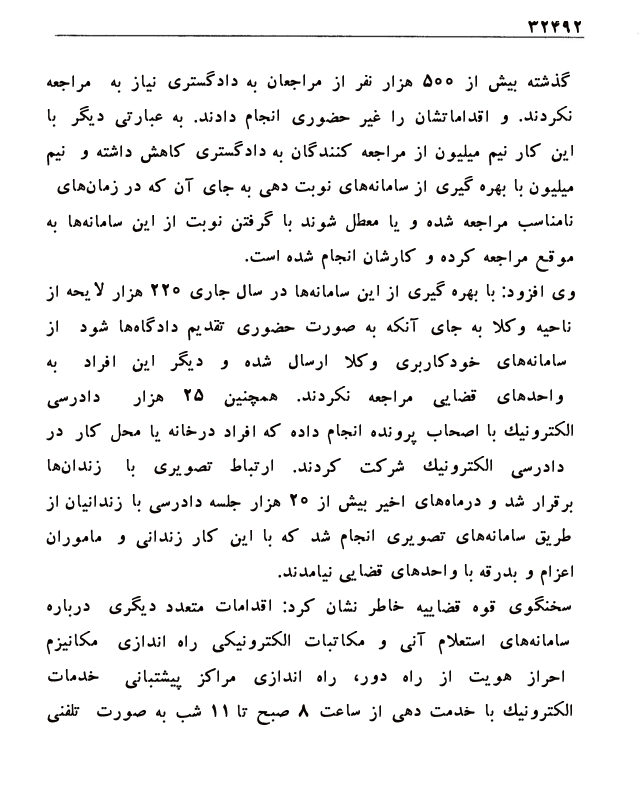 ۳۲۴۹۲
گذشته بیش از ۵۰۰ هزار نفر از مراجعان به دادگستری نیاز به مراجعه
نکردند. و اقداماتشان را غیر حضوری انجام دادند. به عبارتی دیگر با
این کار نیم میلیون از مراجعه کنندگان به دادگستری کاهش داشته و نیم
میلیون با بهره گیری از سامانه‌های نوبت دهی به جای آن که در زمان‌های
نامناسب مراجعه شده و یا معطل شوند با گرفتن نوبت از این سامانه‌ها به
موقع مراجعه کرده و کارشان انجام شده است.
وی افزود: با بهره گیری از این سامانه‌ها در سال جاری ۲۲۰ هزار لایحه از
ناحیه وکلا به جای آنکه به صورت حضوری تقدیم دادگاه‌ها شود از
سامانه‌های خودکاربری وکلا ارسال شده و دیگر این افراد به
واحدهای قضایی مراجعه نکردند. همچنین ۲۵ هزار دادرسی
الکترونیك با اصحاب پرونده انجام داده که افراد درخانه یا محل کار در
دادرسی الکترونیك شرکت کردند. ارتباط تصویری با زندان‌ها
برقرار شد و درماه‌های اخیر بیش از ۲۰ هزار جلسه دادرسی با زندانیان از
طریق سامانه‌های تصویری انجام شد که با این کار زندانی و ماموران
اعزام و بدرقه با واحدهای قضایی نیامدند.
سخنگوی قوه قضاییه خاطر نشان کرد: اقدامات متعدد دیگری درباره
سامانه‌های استعلام آنی و مکاتبات الکترونیکی راه اندازی مکانیزم
احراز هویت از راه دور، راه اندازی مراکز پیشتبانی خدمات
الکترونیك با خدمت دهی از ساعت ۸ صبح تا ۱۱ شب به صورت تلفنی